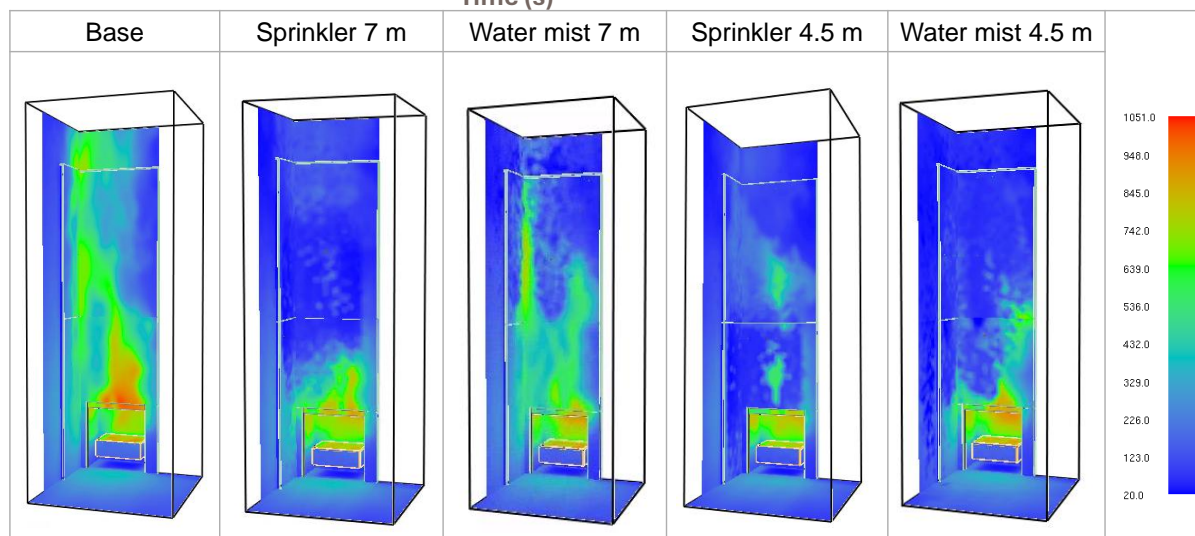 Time (s)
Base
Sprinkler 7 m
Water mist 7 m
Sprinkler 4.5 m
Water mist 4.5 m
1051.0
948.0
845.0
742.0
639.0
536.0
432.0
329.0
226.0
123.0
20.0